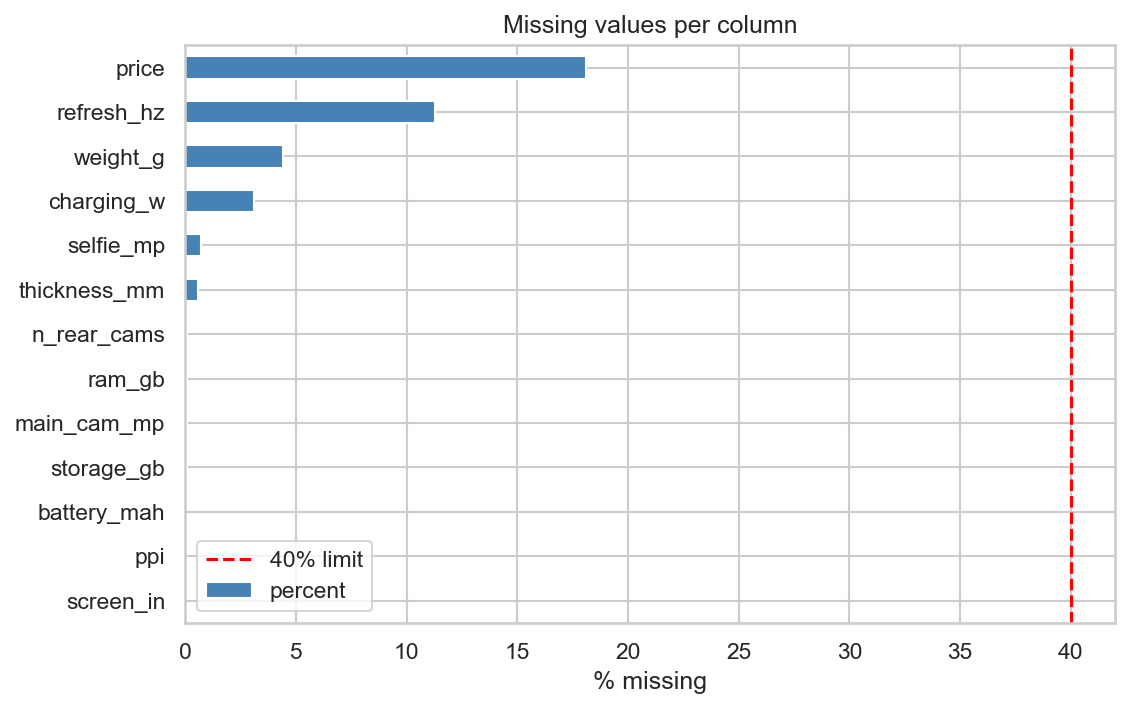 Missing values per column
price
refresh_hz
weight_g
charging_w
selfie_mp
thickness_mm
n_rear_cams
ram_gb
main_cam_mp
storage_gb
battery_mah
ppi
screen_in
40% limit
percent
0 5 10 15 20 25 30 35 40
% missing